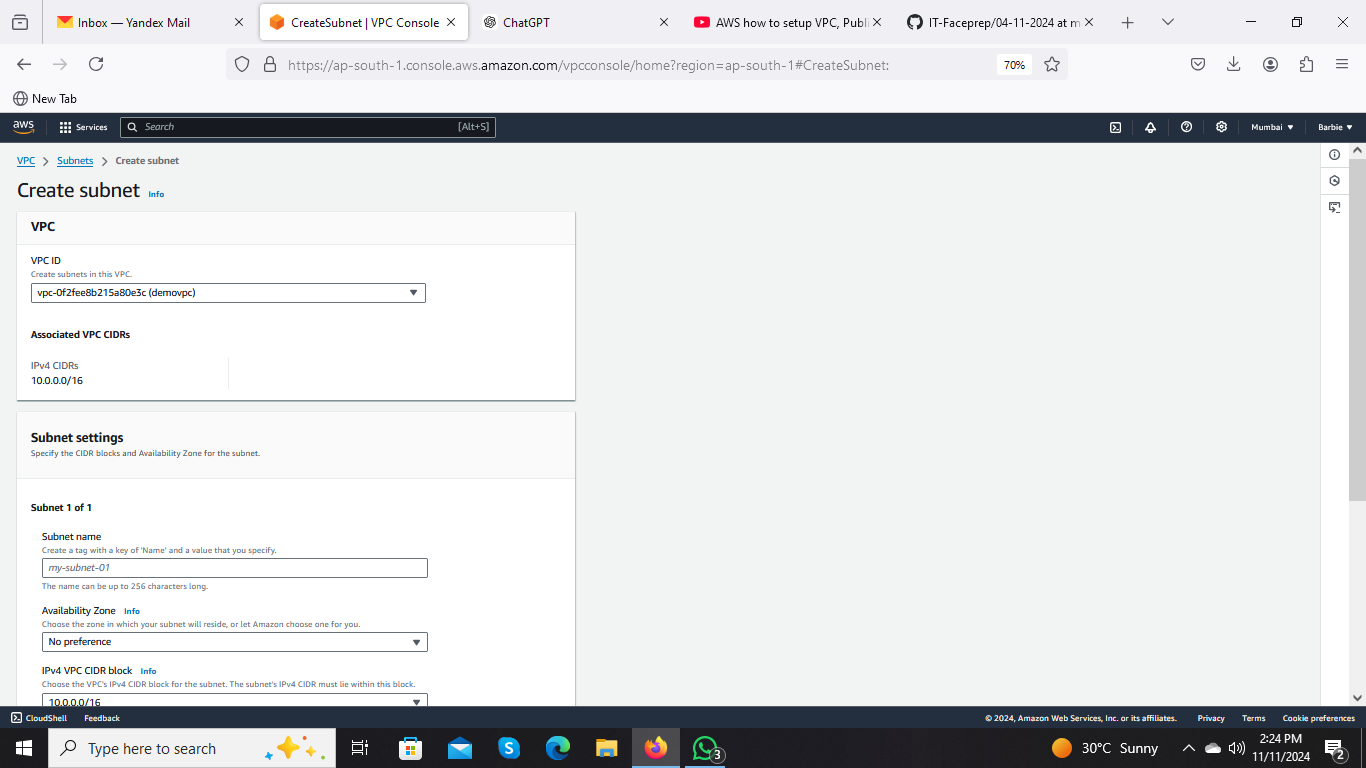 Inbox — Yandex Mail
CreateSubnet | VPC Console
ChatGPT
AWS how to setup VPC, Publi
IT-Faceprep/04-11-2024 at m
https://ap-south-1.console.aws.amazon.com/vpcconsole/home?region=ap-south-1#CreateSubnet:
70%
New Tab
aws
Services
Search
[Alt+S]
Mumbai
Barbie
VPC
Subnets
Create subnet
Create subnet
Info
VPC
VPC ID
Create subnets in this VPC.
vpc-0f2fee8b215a80e3c (demovpc)
Associated VPC CIDRs
IPv4 CIDRs
10.0.0.0/16
Subnet settings
Specify the CIDR blocks and Availability Zone for the subnet.
Subnet 1 of 1
Subnet name
Create a tag with a key of 'Name' and a value that you specify.
my-subnet-01
The name can be up to 256 characters long.
Availability Zone Info
Choose the zone in which your subnet will reside, or let Amazon choose one for you.
No preference
IPv4 VPC CIDR block Info
Choose the VPC's IPv4 CIDR block for the subnet. The subnet's IPv4 CIDR must lie within this block.
10.0.0.0/16
CloudShell
Feedback
© 2024, Amazon Web Services, Inc. or its affiliates.
Privacy
Terms
Cookie preferences
Type here to search
3
30°C Sunny
2:24 PM
11/11/2024
2